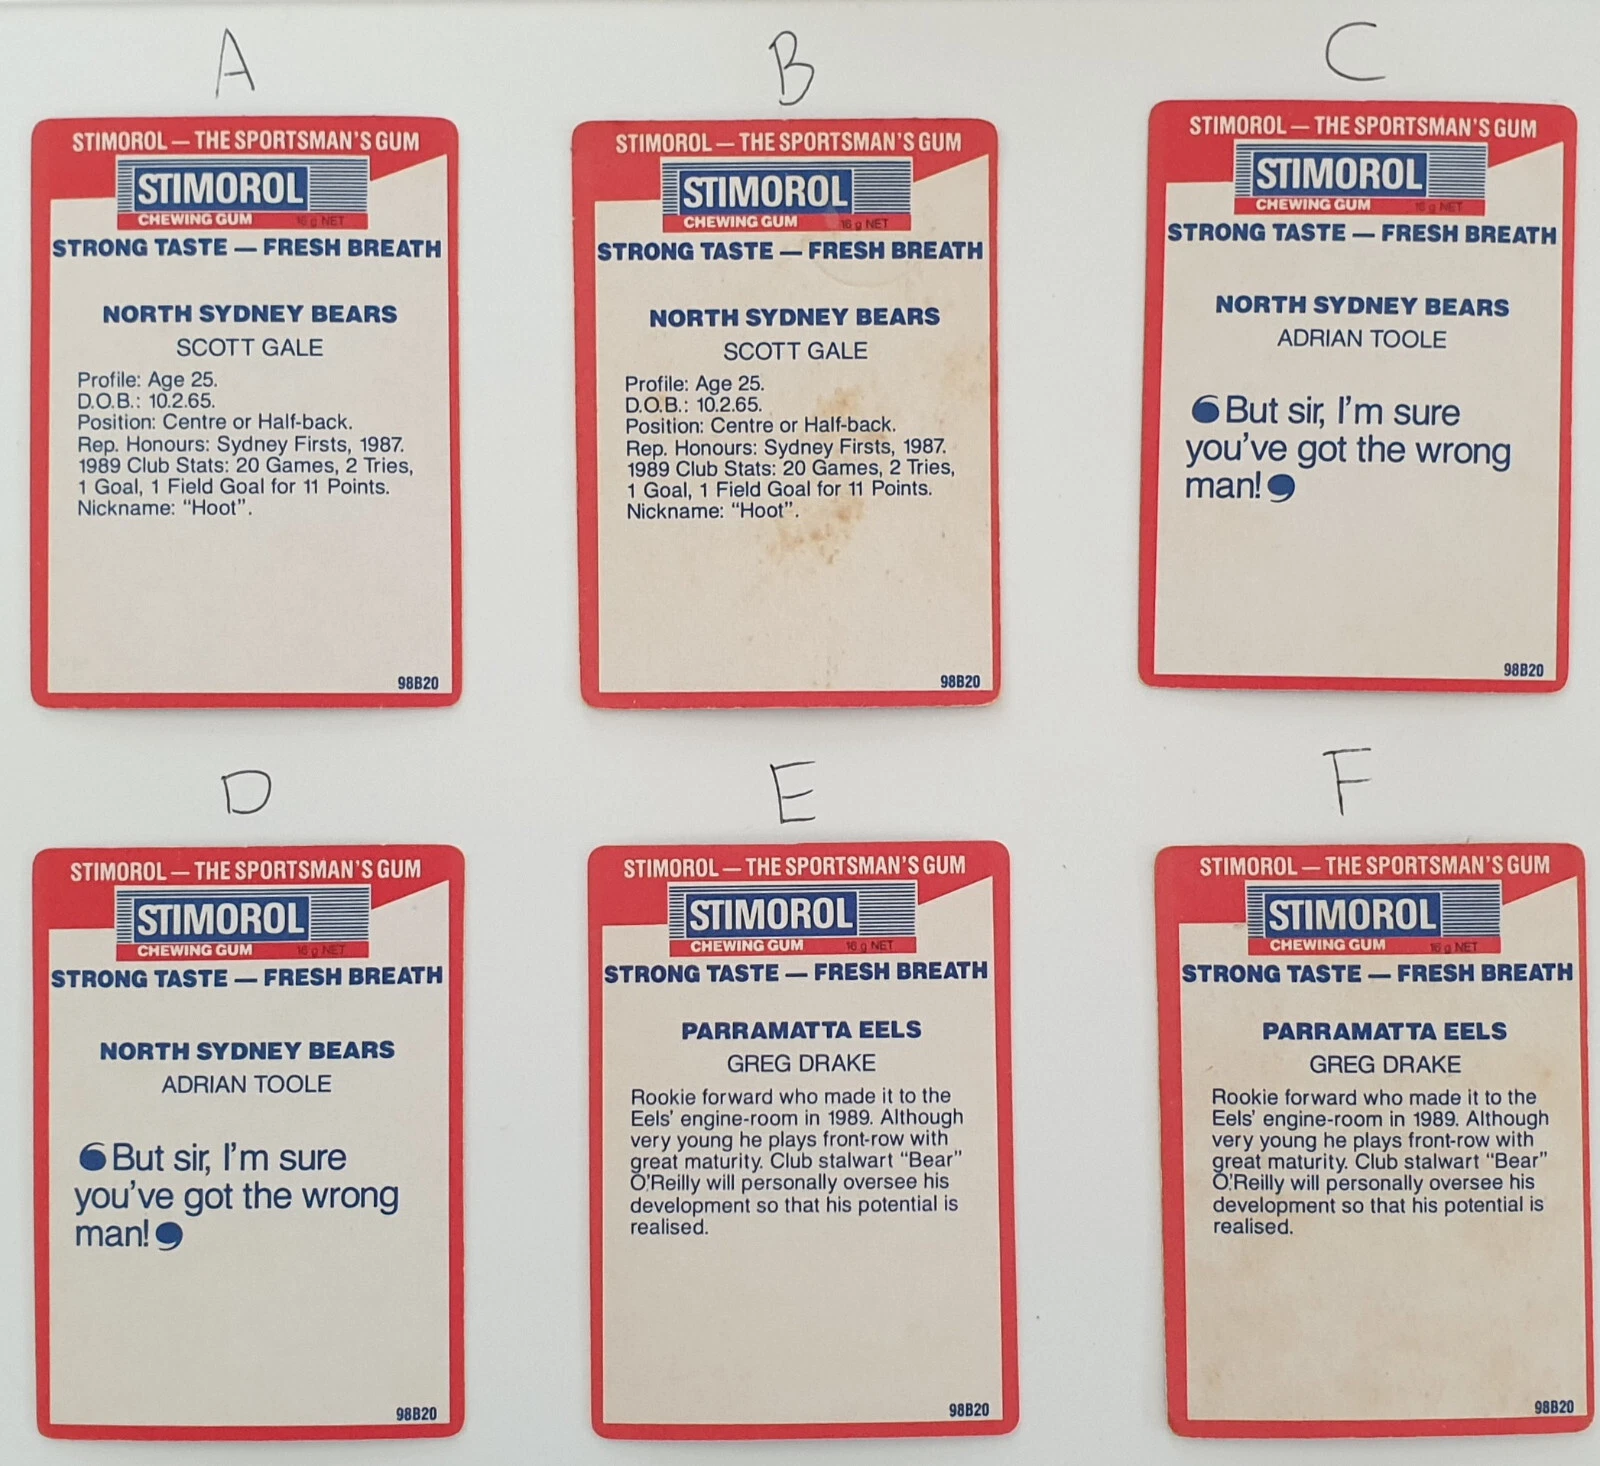 A
B
C
STIMOROL — THE SPORTSMAN'S GUM
STIMOROL
CHEWING GUM 16 g NET
STRONG TASTE — FRESH BREATH
NORTH SYDNEY BEARS
SCOTT GALE
Profile: Age 25.
D.O.B.: 10.2.65.
Position: Centre or Half-back.
Rep. Honours: Sydney Firsts, 1987.
1989 Club Stats: 20 Games, 2 Tries,
1 Goal, 1 Field Goal for 11 Points.
Nickname: “Hoot”.
98B20
STIMOROL — THE SPORTSMAN'S GUM
STIMOROL
CHEWING GUM 16 g NET
STRONG TASTE — FRESH BREATH
NORTH SYDNEY BEARS
SCOTT GALE
Profile: Age 25.
D.O.B.: 10.2.65.
Position: Centre or Half-back.
Rep. Honours: Sydney Firsts, 1987.
1989 Club Stats: 20 Games, 2 Tries,
1 Goal, 1 Field Goal for 11 Points.
Nickname: “Hoot”.
98B20
STIMOROL — THE SPORTSMAN'S GUM
STIMOROL
CHEWING GUM 16 g NET
STRONG TASTE — FRESH BREATH
NORTH SYDNEY BEARS
ADRIAN TOOLE
‘But sir, I'm sure
you've got the wrong
man!’
98B20
D
E
F
STIMOROL — THE SPORTSMAN'S GUM
STIMOROL
CHEWING GUM 16 g NET
STRONG TASTE — FRESH BREATH
NORTH SYDNEY BEARS
ADRIAN TOOLE
‘But sir, I'm sure
you've got the wrong
man!’
98B20
STIMOROL — THE SPORTSMAN'S GUM
STIMOROL
CHEWING GUM 16 g NET
STRONG TASTE — FRESH BREATH
PARRAMATTA EELS
GREG DRAKE
Rookie forward who made it to the
Eels' engine-room in 1989. Although
very young he plays front-row with
great maturity. Club stalwart “Bear”
O'Reilly will personally oversee his
development so that his potential is
realised.
98B20
STIMOROL — THE SPORTSMAN'S GUM
STIMOROL
CHEWING GUM 16 g NET
STRONG TASTE — FRESH BREATH
PARRAMATTA EELS
GREG DRAKE
Rookie forward who made it to the
Eels' engine-room in 1989. Although
very young he plays front-row with
great maturity. Club stalwart “Bear”
O'Reilly will personally oversee his
development so that his potential is
realised.
98B20